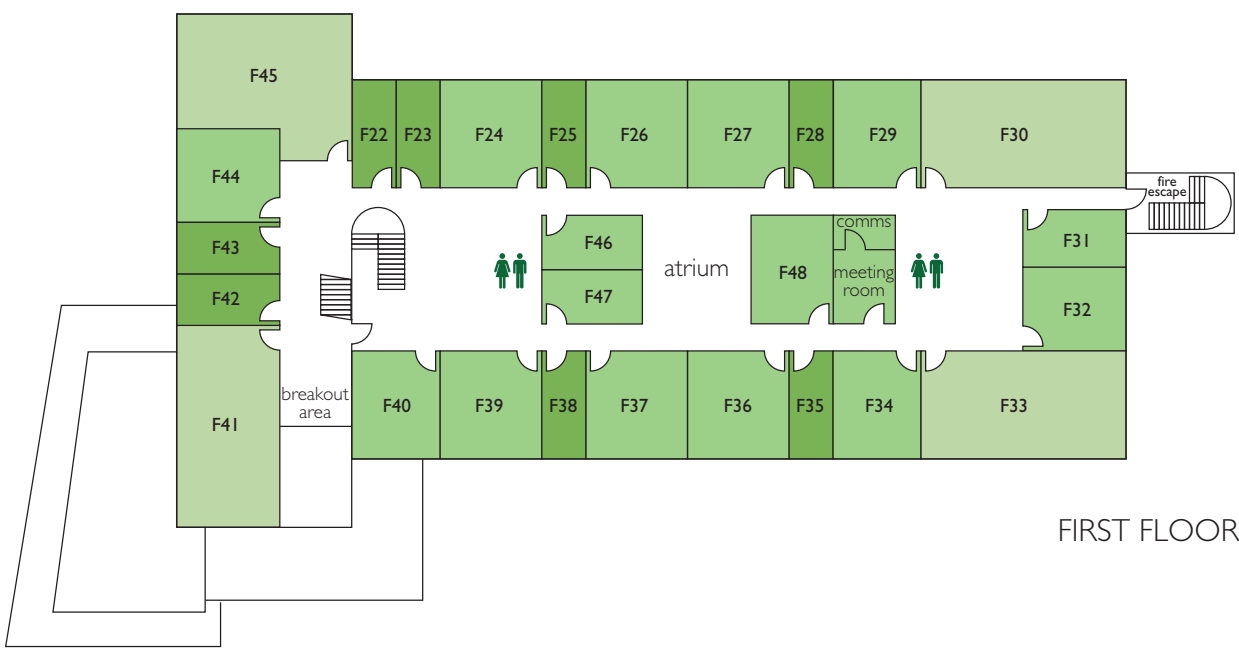 F45
F22
F23
F24
F25
F26
F27
F28
F29
F30
F44
fire
escape
comms
F31
F43
F46
atrium
F48
meeting
room
F42
F47
F32
breakout
area
F41
F40
F39
F38
F37
F36
F35
F34
F33
FIRST FLOOR